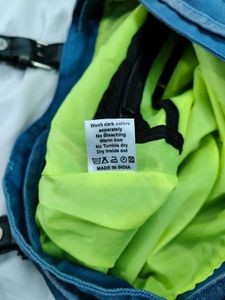 Wash dark colors
separately
No Bleaching
Warm Iron
No Tumble dry
Dry Inside out
MADE IN INDIA